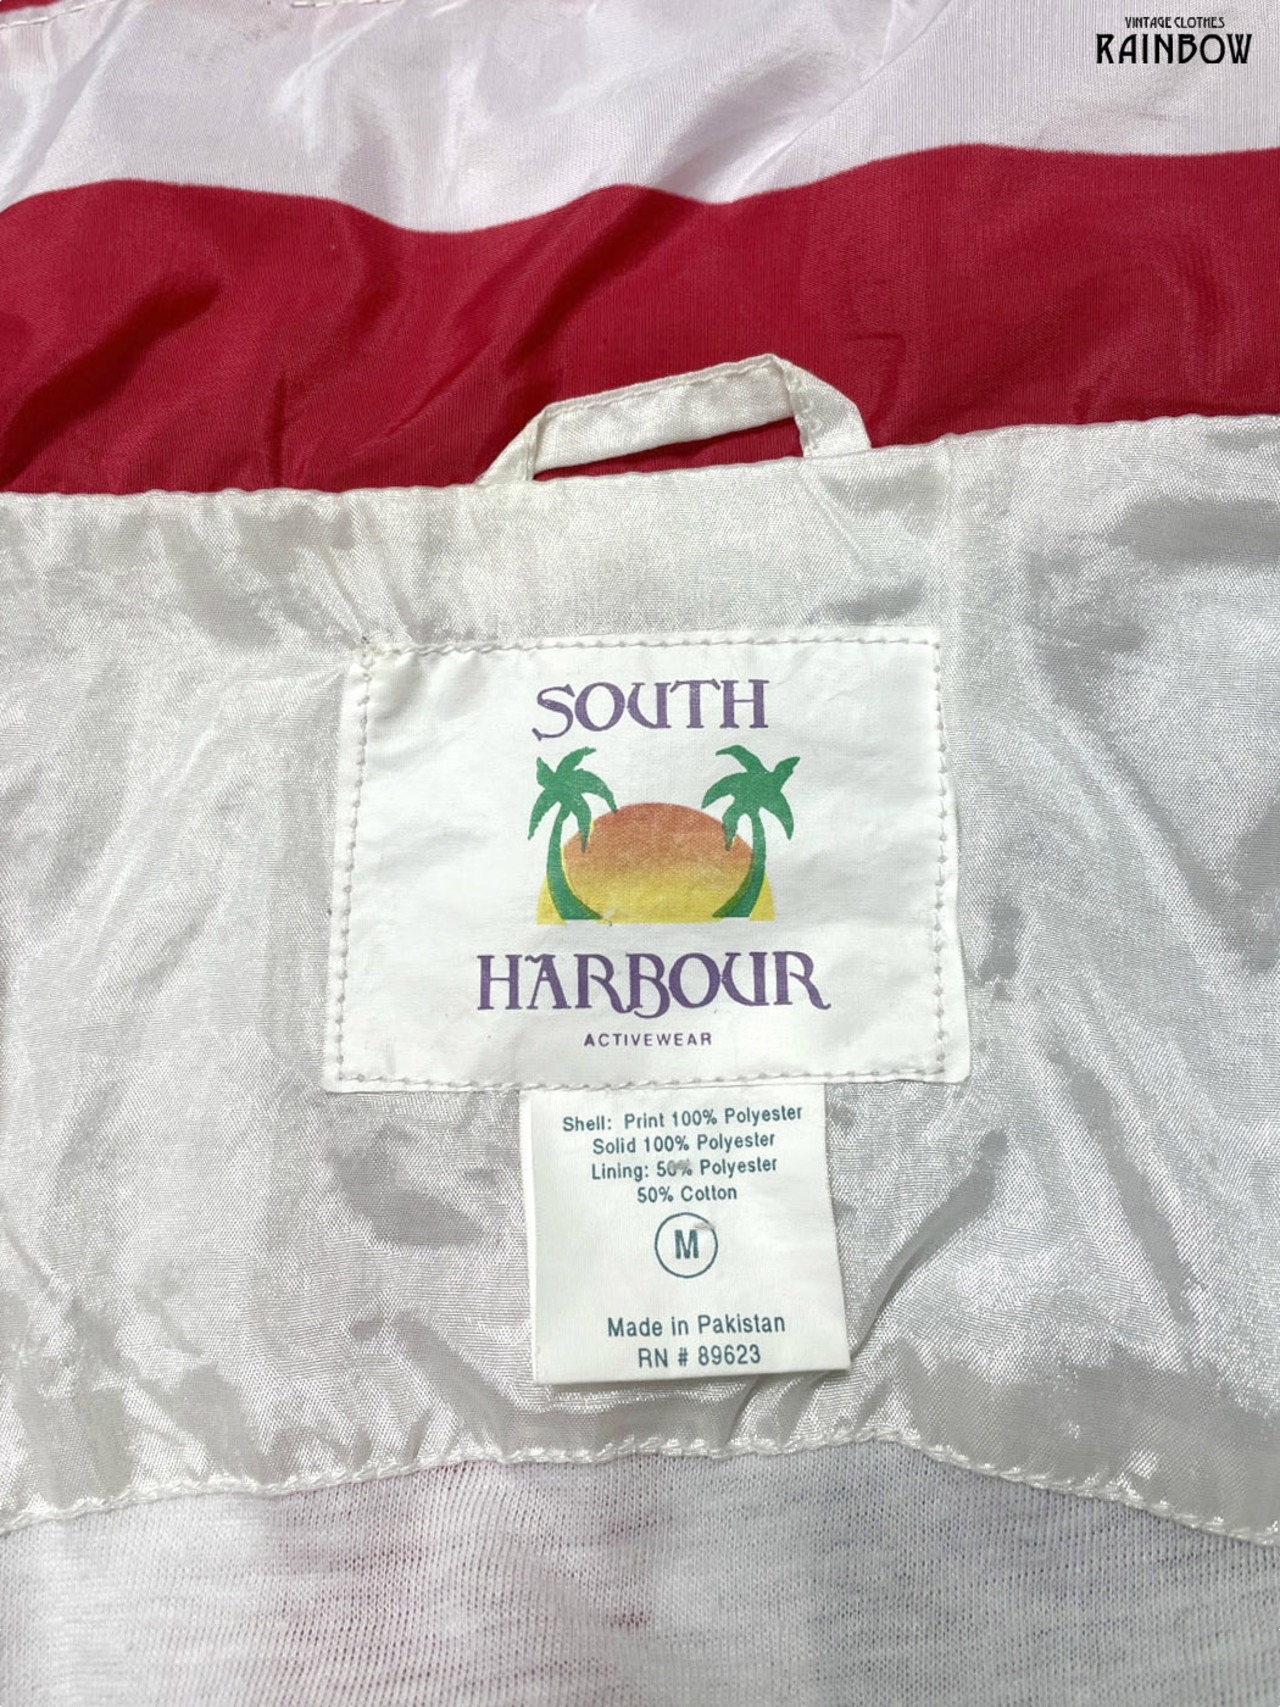 VINTAGE CLOTHES
RAINBOW
SOUTH
HARBOUR
ACTIVEWEAR
Shell: Print 100% Polyester
Solid 100% Polyester
Lining: 50% Polyester
50% Cotton
M
Made in Pakistan
RN # 89623